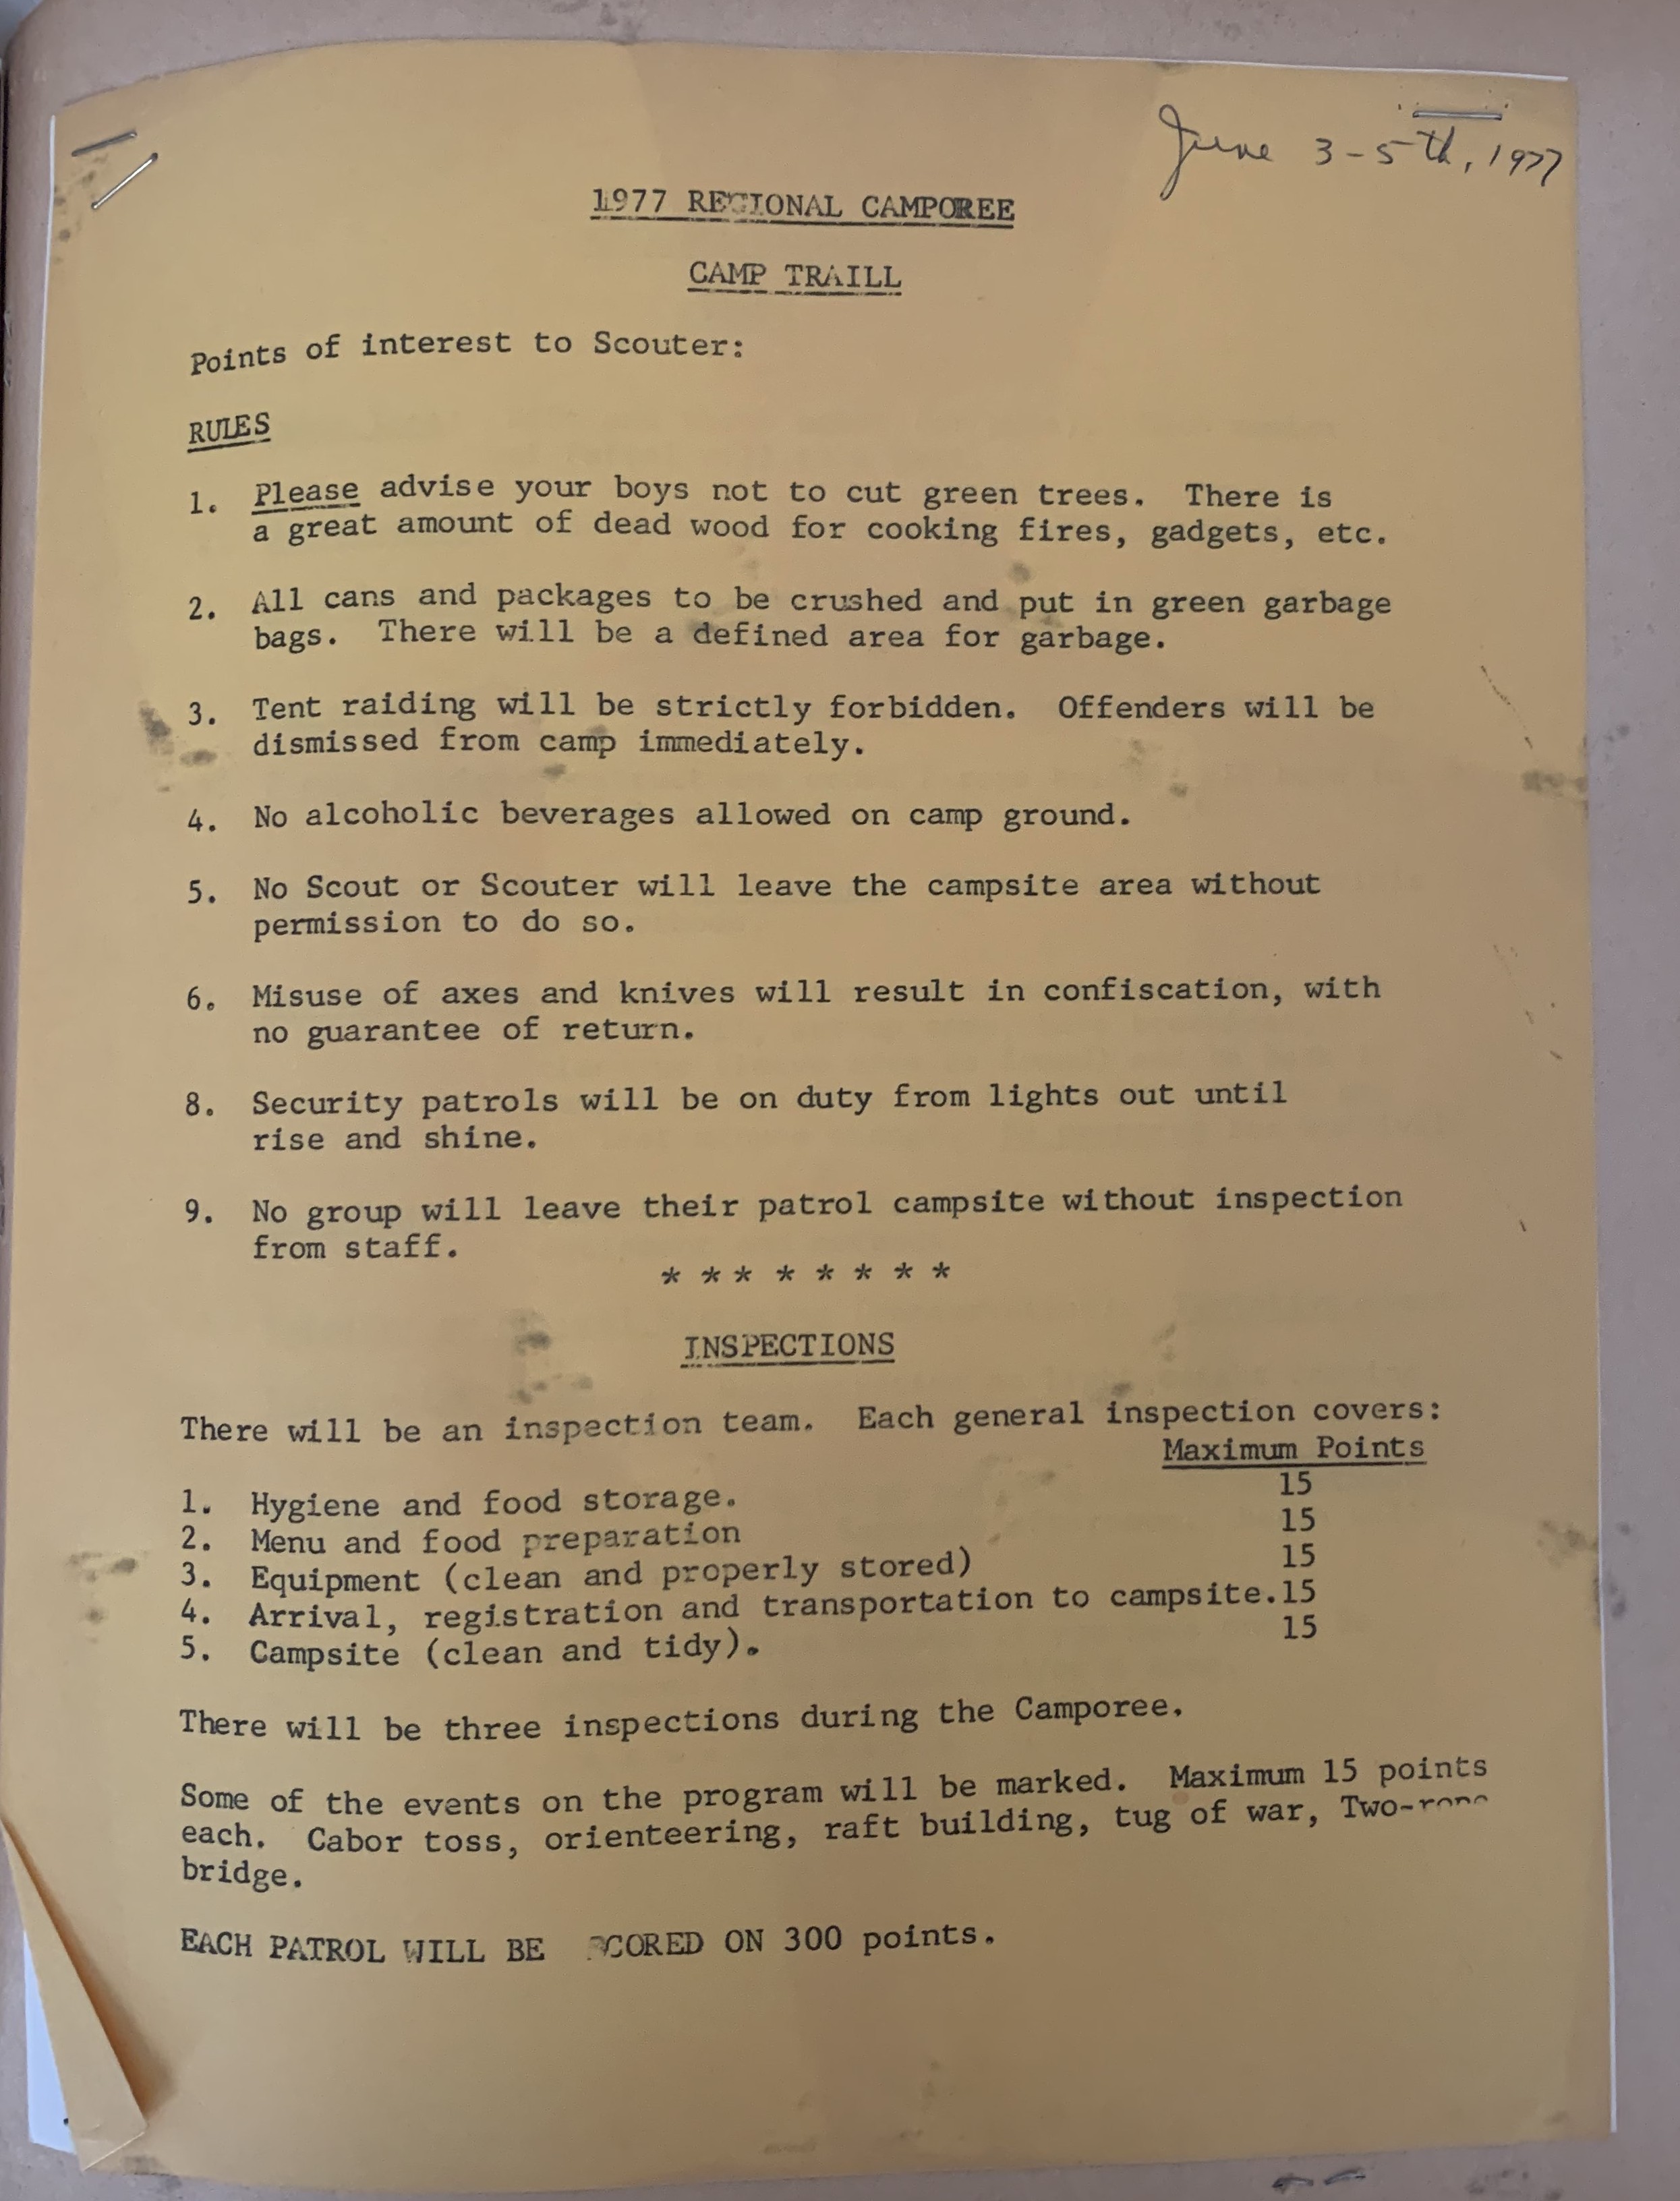 June 3-5th, 1977
1977 REGIONAL CAMPOREE
CAMP TRAILL
Points of interest to Scouter:
RULES
1. Please advise your boys not to cut green trees. There is
a great amount of dead wood for cooking fires, gadgets, etc.
2. All cans and packages to be crushed and put in green garbage
bags. There will be a defined area for garbage.
3. Tent raiding will be strictly forbidden. Offenders will be
dismissed from camp immediately.
4. No alcoholic beverages allowed on camp ground.
5. No Scout or Scouter will leave the campsite area without
permission to do so.
6. Misuse of axes and knives will result in confiscation, with
no guarantee of return.
8. Security patrols will be on duty from lights out until
rise and shine.
9. No group will leave their patrol campsite without inspection
from staff.
* * * * * * * *
INSPECTIONS
There will be an inspection team. Each general inspection covers:
Maximum Points
1. Hygiene and food storage. 15
2. Menu and food preparation 15
3. Equipment (clean and properly stored) 15
4. Arrival, registration and transportation to campsite. 15
5. Campsite (clean and tidy). 15
There will be three inspections during the Camporee.
Some of the events on the program will be marked. Maximum 15 points
each. Cabor toss, orienteering, raft building, tug of war, Two-rope
bridge.
EACH PATROL WILL BE SCORED ON 300 points.